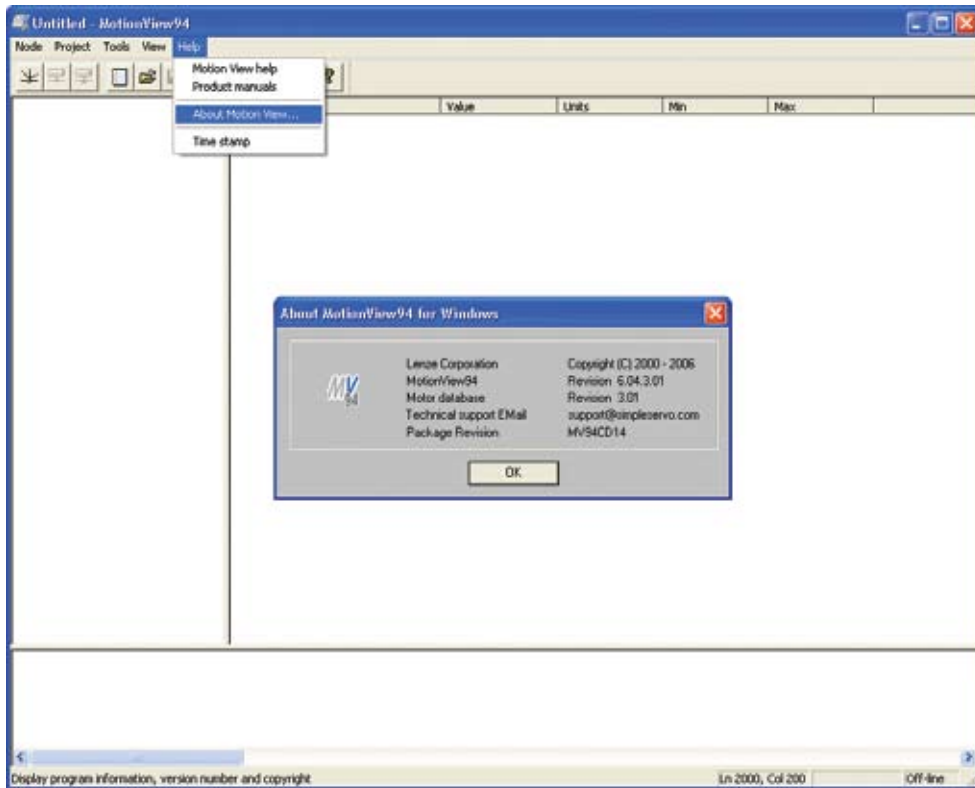 Untitled - MotionView94
Node Project Tools View Help
Motion View help
Product manuals
About Motion View...
Time stamp
Value Units Min Max
About MotionView94 for Windows
MV 94
Lenze Corporation Copyright (C) 2000 - 2006
MotionView94 Revision 6.04.3.01
Motor database Revision 3.01
Technical support EMail support@simpleservo.com
Package Revision MV94CD14
OK
Display program information, version number and copyright Ln 2000, Col 200 Off-line